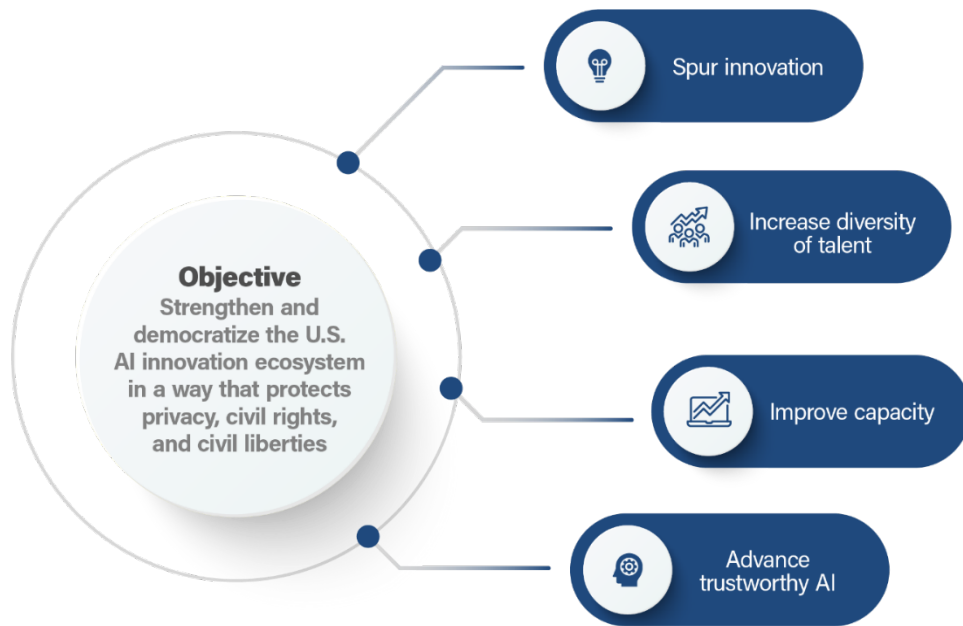 Objective
Strengthen and
democratize the U.S.
AI innovation ecosystem
in a way that protects
privacy, civil rights,
and civil liberties
Spur innovation
Increase diversity
of talent
Improve capacity
Advance
trustworthy AI